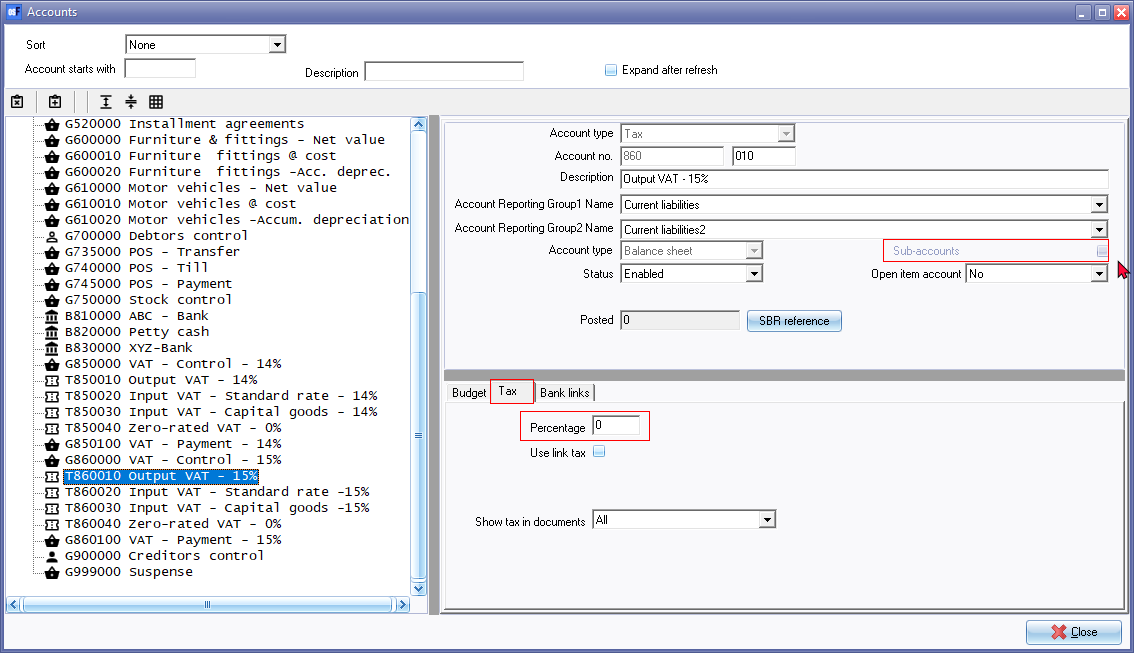 Accounts
Sort
None
Account starts with
Description
Expand after refresh
G520000 Installment agreements
G600000 Furniture & fittings - Net value
G600010 Furniture  fittings @ cost
G600020 Furniture  fittings -Acc. deprec.
G610000 Motor vehicles - Net value
G610010 Motor vehicles @ cost
G610020 Motor vehicles -Accum. depreciation
G700000 Debtors control
G735000 POS - Transfer
G740000 POS - Till
G745000 POS - Payment
G750000 Stock control
B810000 ABC - Bank
B820000 Petty cash
B830000 XYZ-Bank
G850000 VAT - Control - 14%
T850010 Output VAT - 14%
T850020 Input VAT - Standard rate - 14%
T850030 Input VAT - Capital goods - 14%
T850040 Zero-rated VAT - 0%
G850100 VAT - Payment - 14%
G860000 VAT - Control - 15%
T860010 Output VAT - 15%
T860020 Input VAT - Standard rate -15%
T860030 Input VAT - Capital goods -15%
T860040 Zero-rated VAT - 0%
G860100 VAT - Payment - 15%
G900000 Creditors control
G999000 Suspense
Account type Tax
Account no. 860 010
Description Output VAT - 15%
Account Reporting Group1 Name Current liabilities
Account Reporting Group2 Name Current liabilities2
Account type Balance sheet Sub-accounts
Status Enabled Open item account No
Posted 0 SBR reference
Budget Tax Bank links
Percentage 0
Use link tax
Show tax in documents All
Close